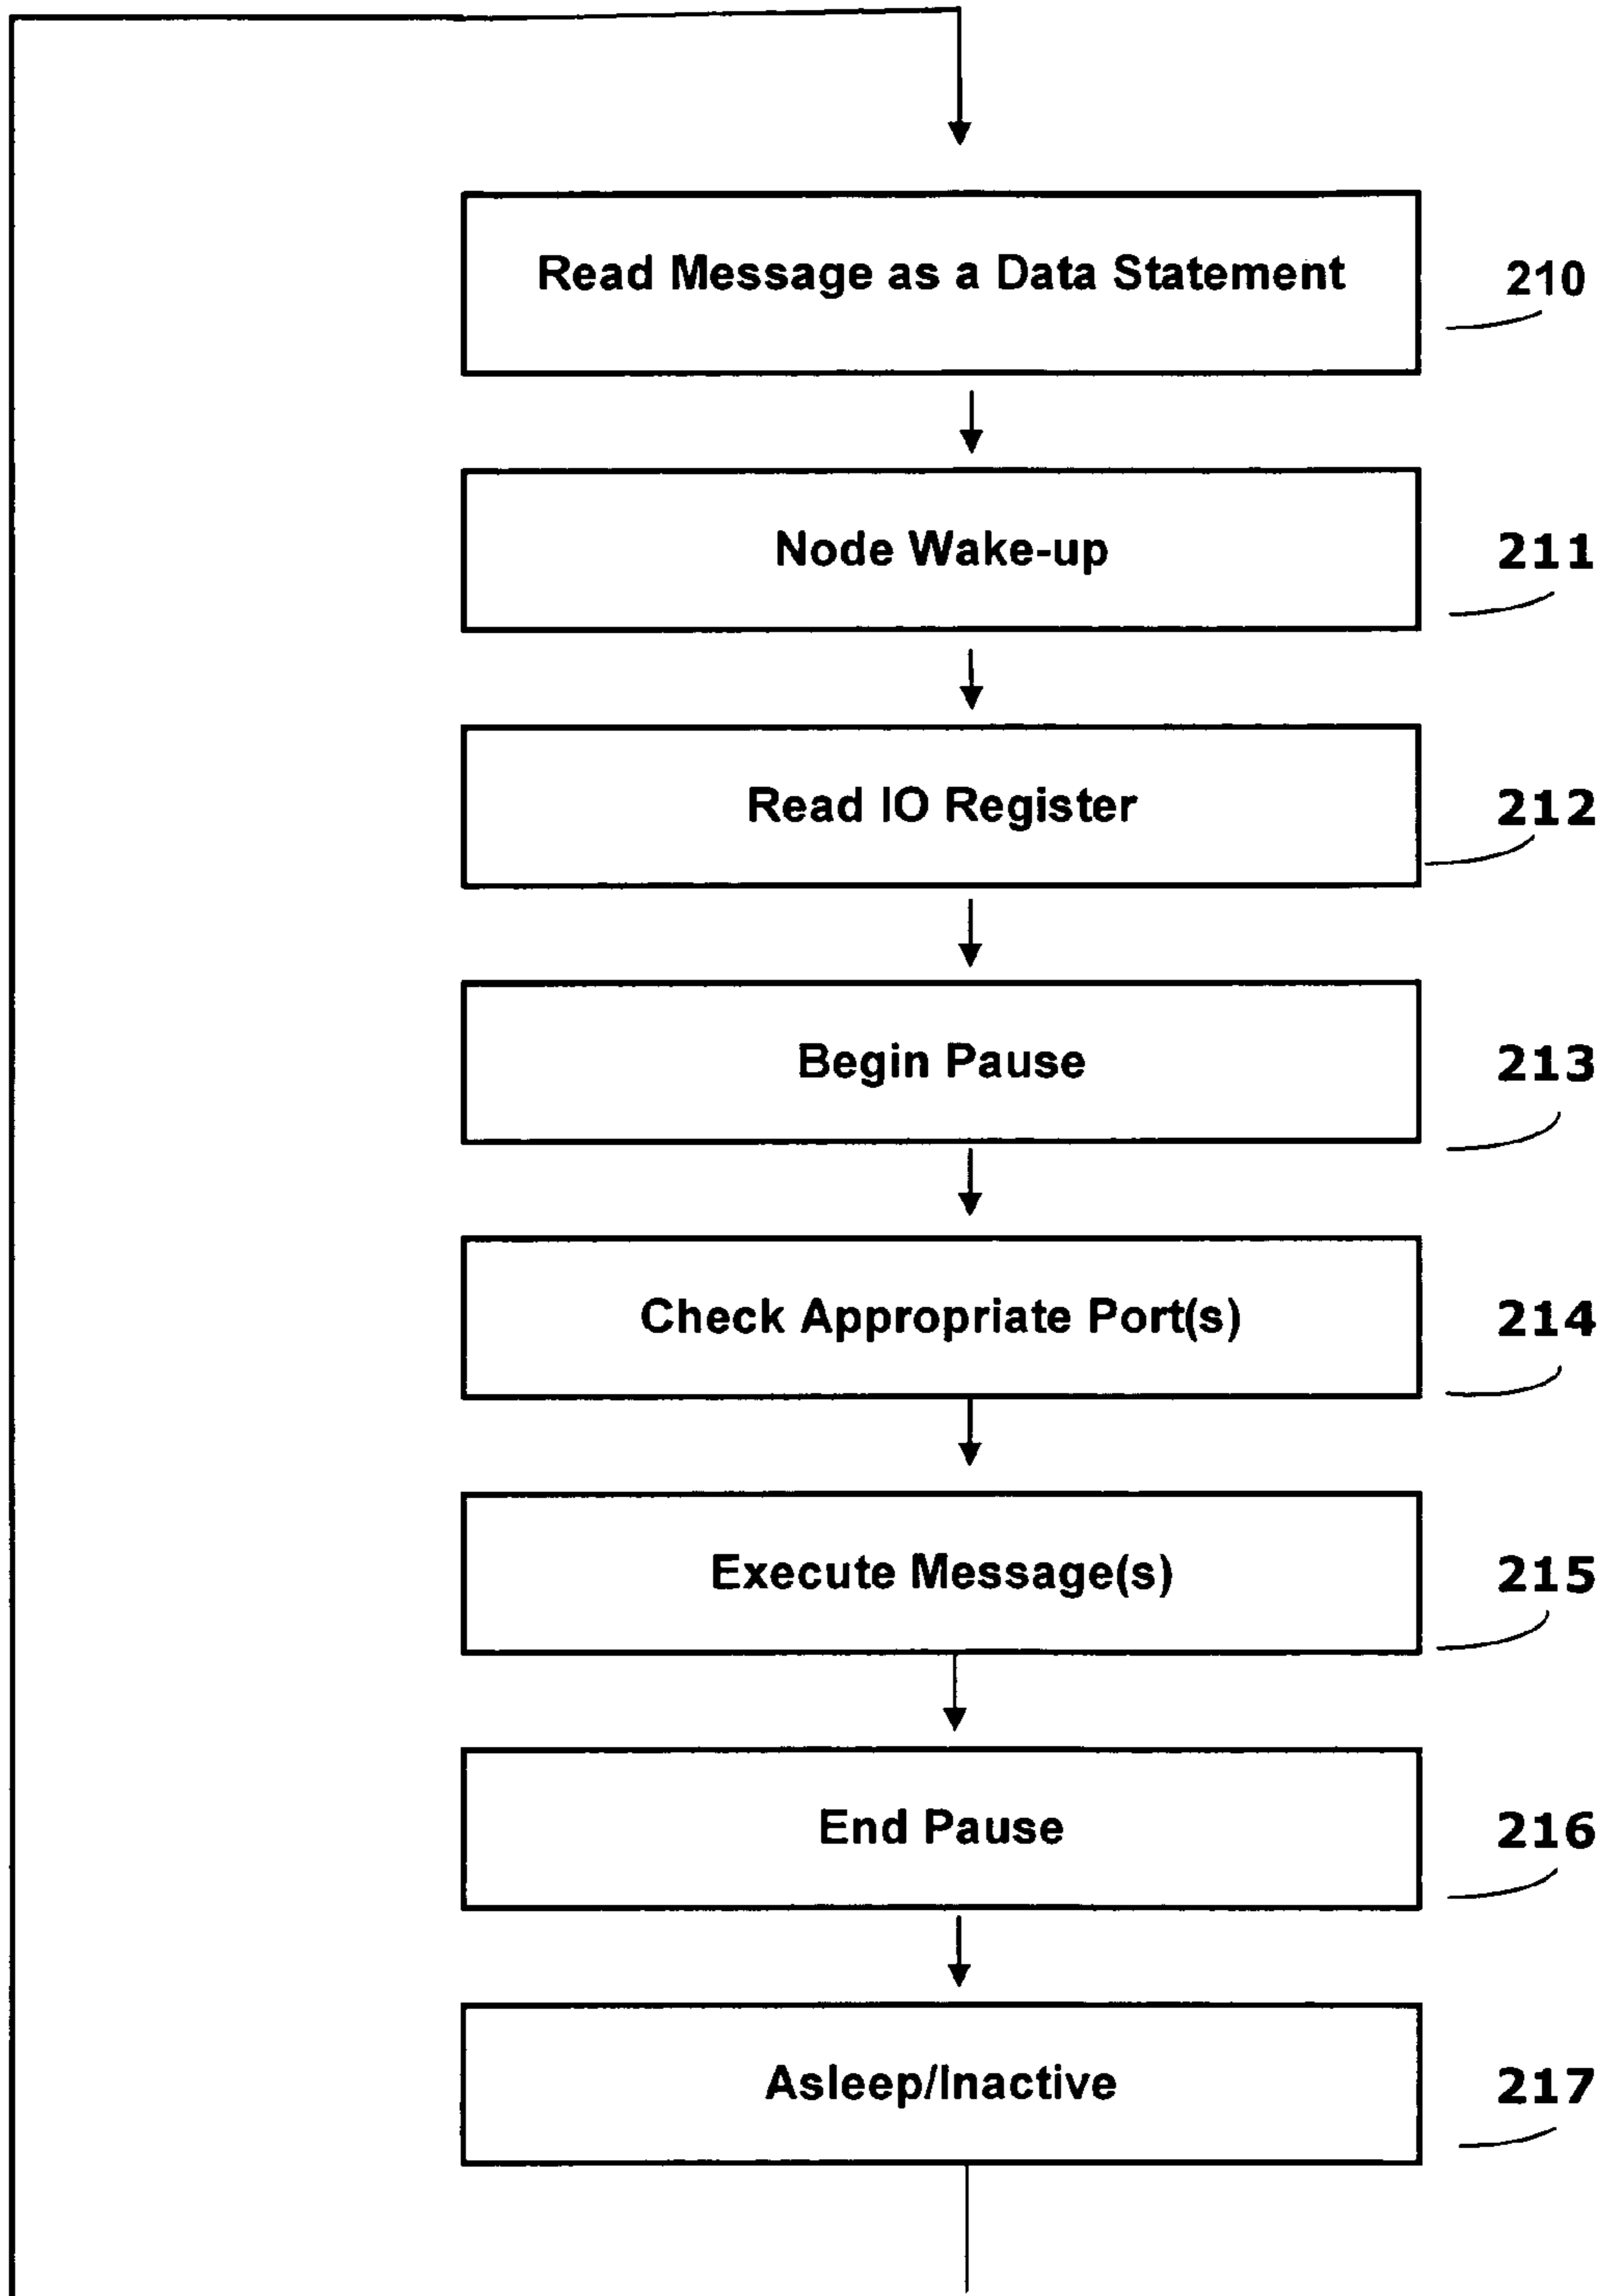 Read Message as a Data Statement 210
Node Wake-up 211
Read IO Register 212
Begin Pause 213
Check Appropriate Port(s) 214
Execute Message(s) 215
End Pause 216
Asleep/Inactive 217